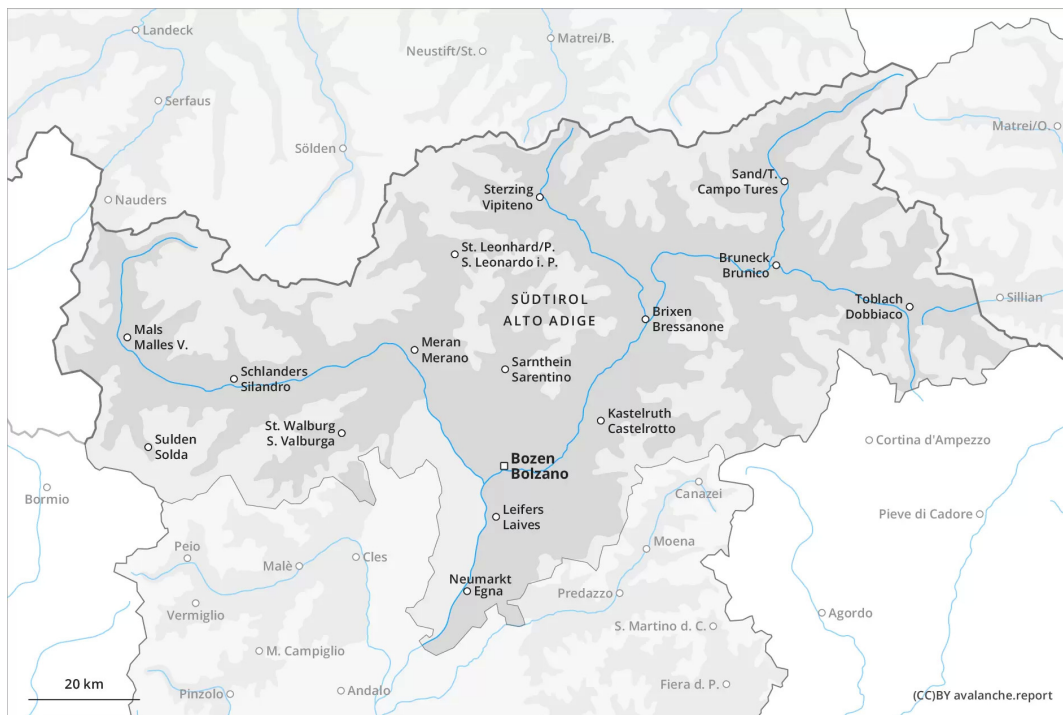 Landeck
Matrei/B.
Neustift/St.
Serfaus
Matrei/O.
Sölden
Sand/T.
Campo Tures
Sterzing
Vipiteno
Nauders
St. Leonhard/P.
S. Leonardo i. P.
Bruneck
Brunico
SÜDTIROL
ALTO ADIGE
Toblach
Dobbiaco
Sillian
Brixen
Bressanone
Mals
Malles V.
Meran
Merano
Sarnthein
Sarentino
Schlanders
Silandro
Kastelruth
Castelrotto
St. Walburg
S. Valburga
Sulden
Solda
Cortina d'Ampezzo
Bozen
Bolzano
Bormio
Canazei
Leifers
Laives
Pieve di Cadore
Peio
Moena
Malè
Cles
Neumarkt
Egna
Predazzo
Vermiglio
Agordo
S. Martino d. C.
M. Campiglio
20 km
Pinzolo
Andalo
Fiera d. P.
(CC)BY avalanche.report